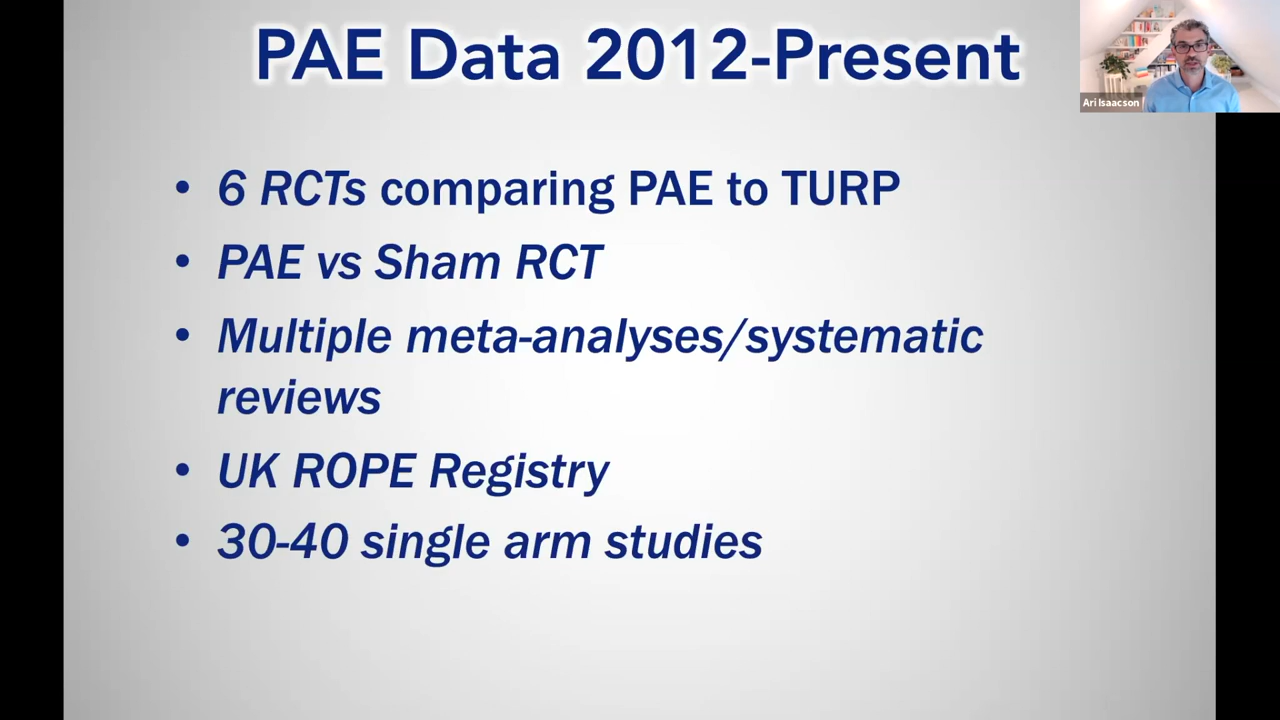 PAE Data 2012-Present
Ari Isaacson
• 6 RCTs comparing PAE to TURP
• PAE vs Sham RCT
• Multiple meta-analyses/systematic
reviews
• UK ROPE Registry
• 30-40 single arm studies